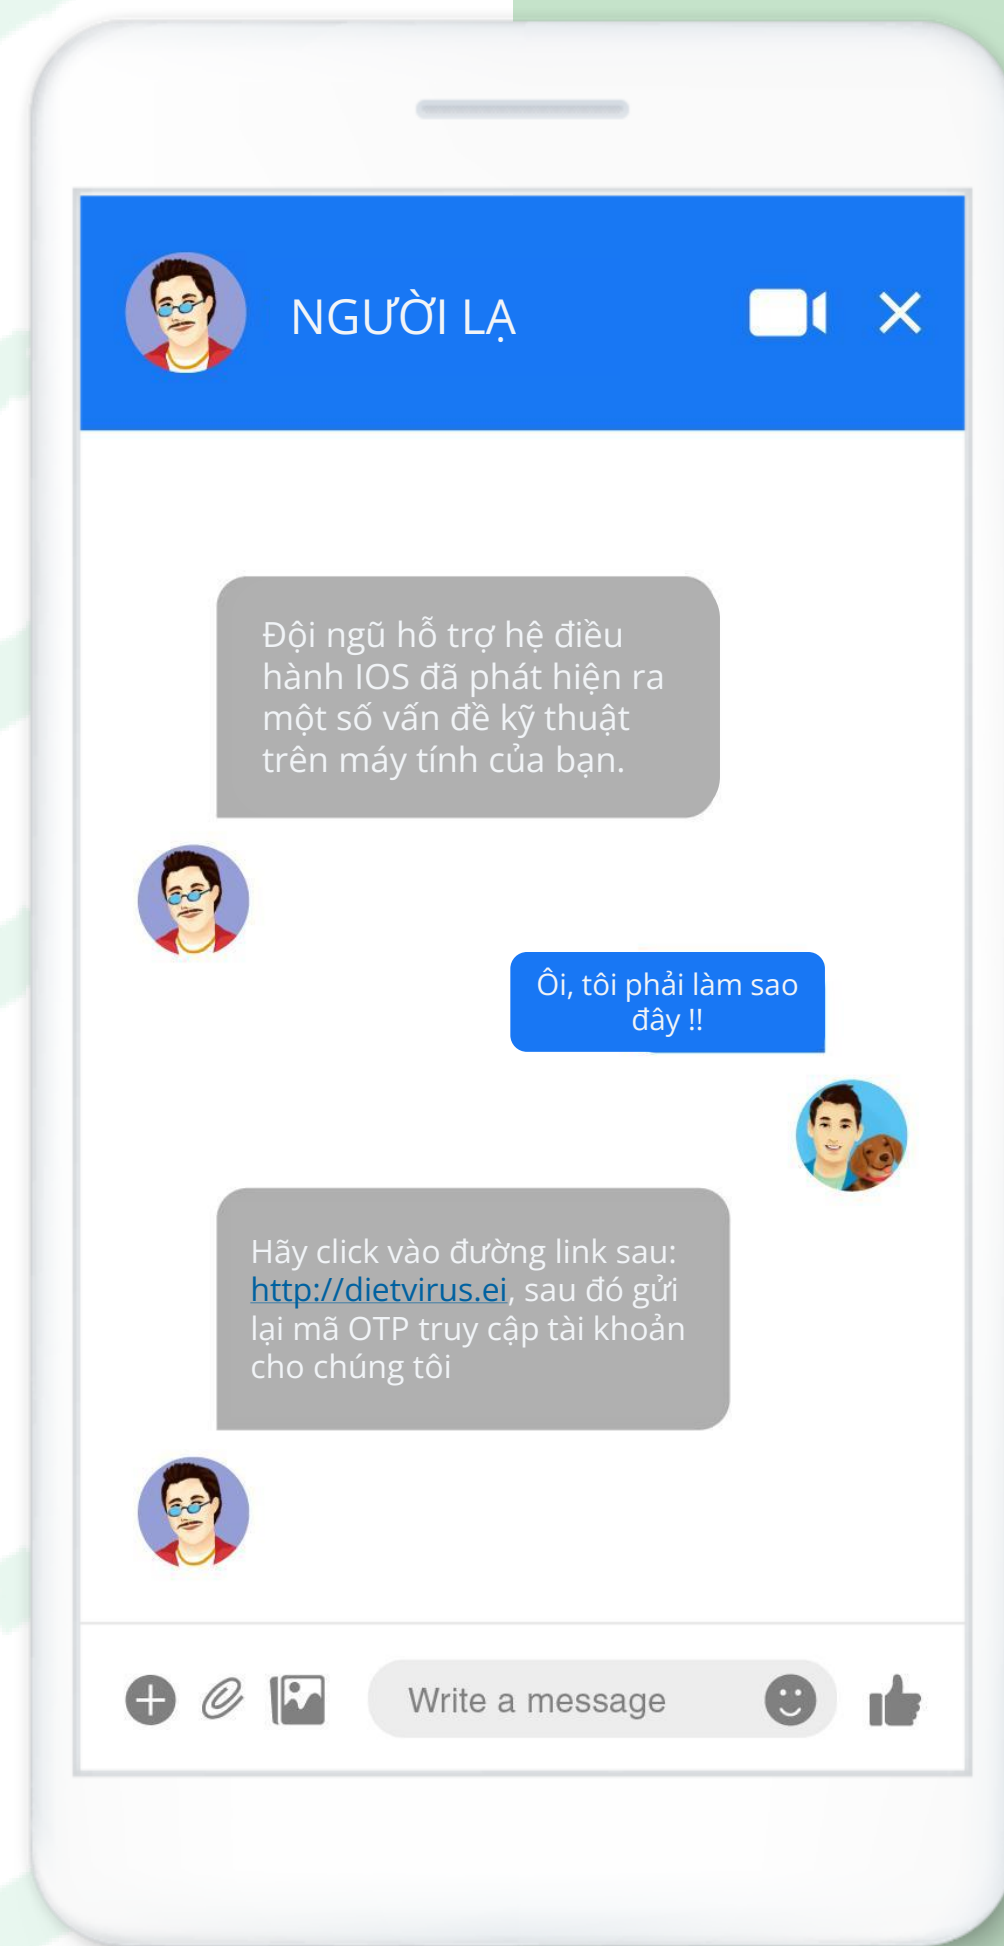 NGƯỜI LẠ
Đội ngũ hỗ trợ hệ điều
hành IOS đã phát hiện ra
một số vấn đề kỹ thuật
trên máy tính của bạn.
Ôi, tôi phải làm sao
đây !!
Hãy click vào đường link sau:
http://dietvirus.ei, sau đó gửi
lại mã OTP truy cập tài khoản
cho chúng tôi
Write a message